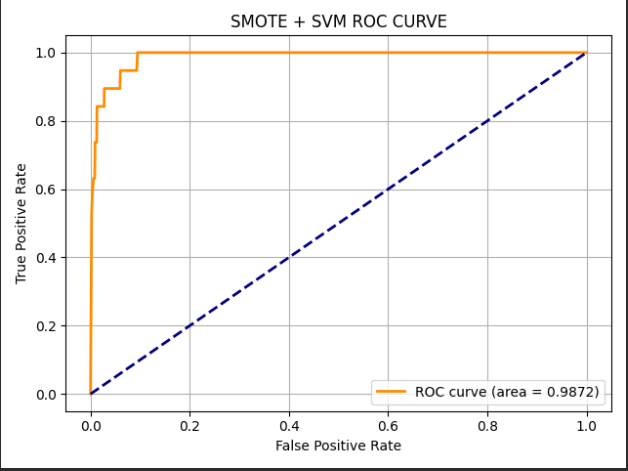 SMOTE + SVM ROC CURVE
True Positive Rate
1.0
0.8
0.6
0.4
0.2
0.0
ROC curve (area = 0.9872)
0.0 0.2 0.4 0.6 0.8 1.0
False Positive Rate